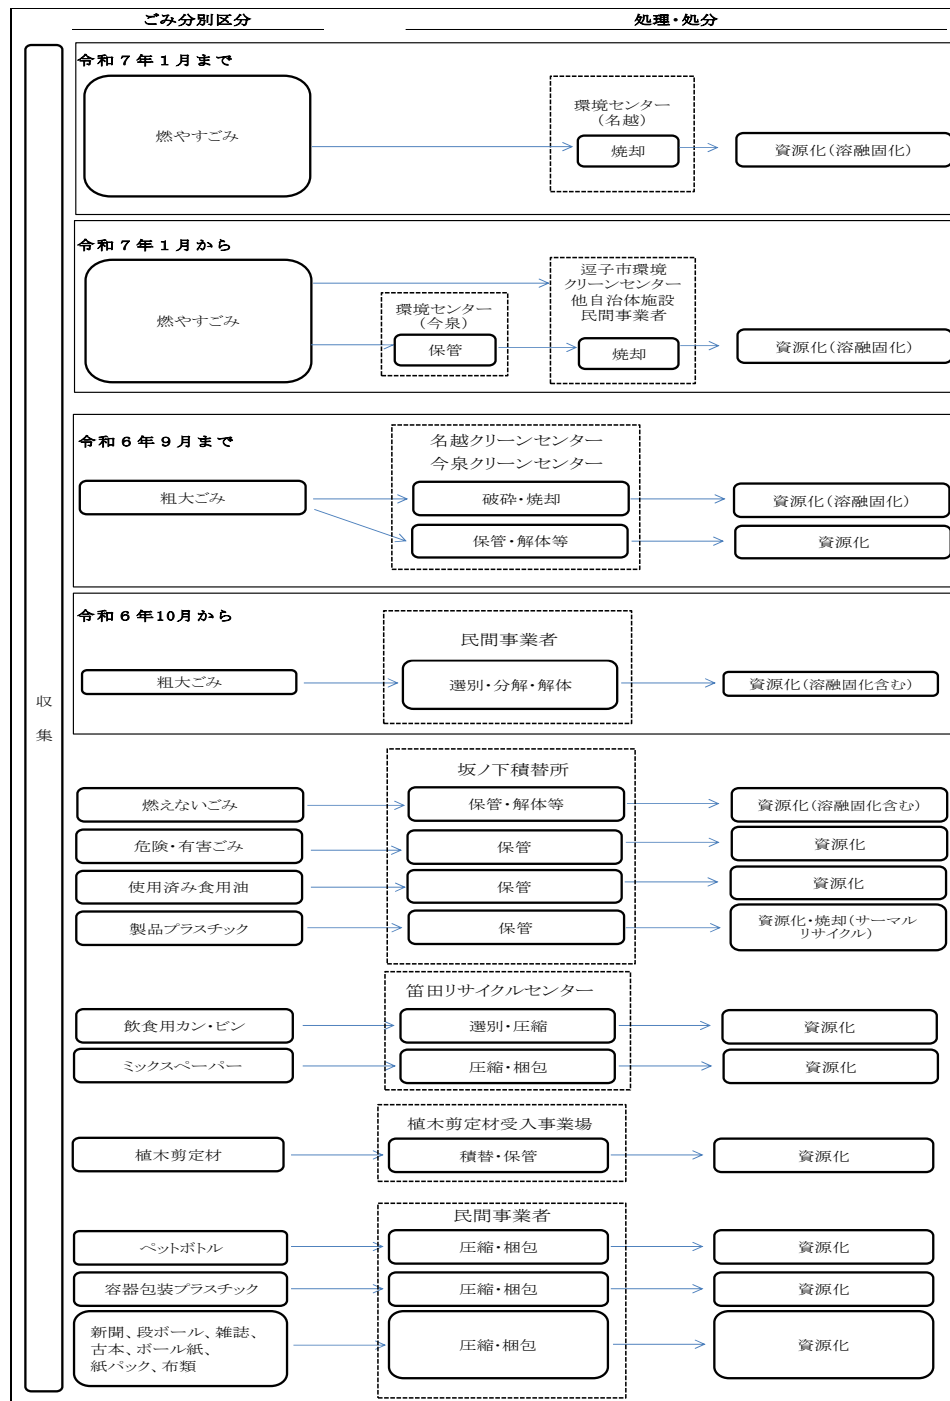 ごみ分別区分
処理・処分
収
集
令和７年１月まで
燃やすごみ
環境センター
(名越)
焼却
資源化(溶融固化)
令和７年１月から
燃やすごみ
環境センター
(今泉)
保管
逗子市環境
クリーンセンター
他自治体施設
民間事業者
焼却
資源化(溶融固化)
令和６年９月まで
粗大ごみ
名越クリーンセンター
今泉クリーンセンター
破砕・焼却
資源化(溶融固化)
保管・解体等
資源化
令和６年10月から
粗大ごみ
民間事業者
選別・分解・解体
資源化(溶融固化含む)
坂ノ下積替所
燃えないごみ
保管・解体等
資源化(溶融固化含む)
危険・有害ごみ
保管
資源化
使用済み食用油
保管
資源化
製品プラスチック
保管
資源化・焼却(サーマル
リサイクル)
笛田リサイクルセンター
飲食用カン・ビン
選別・圧縮
資源化
ミックスペーパー
圧縮・梱包
資源化
植木剪定材受入事業場
植木剪定材
積替・保管
資源化
民間事業者
ペットボトル
圧縮・梱包
資源化
容器包装プラスチック
圧縮・梱包
資源化
新聞、段ボール、雑誌、
古本、ボール紙、
紙パック、布類
圧縮・梱包
資源化